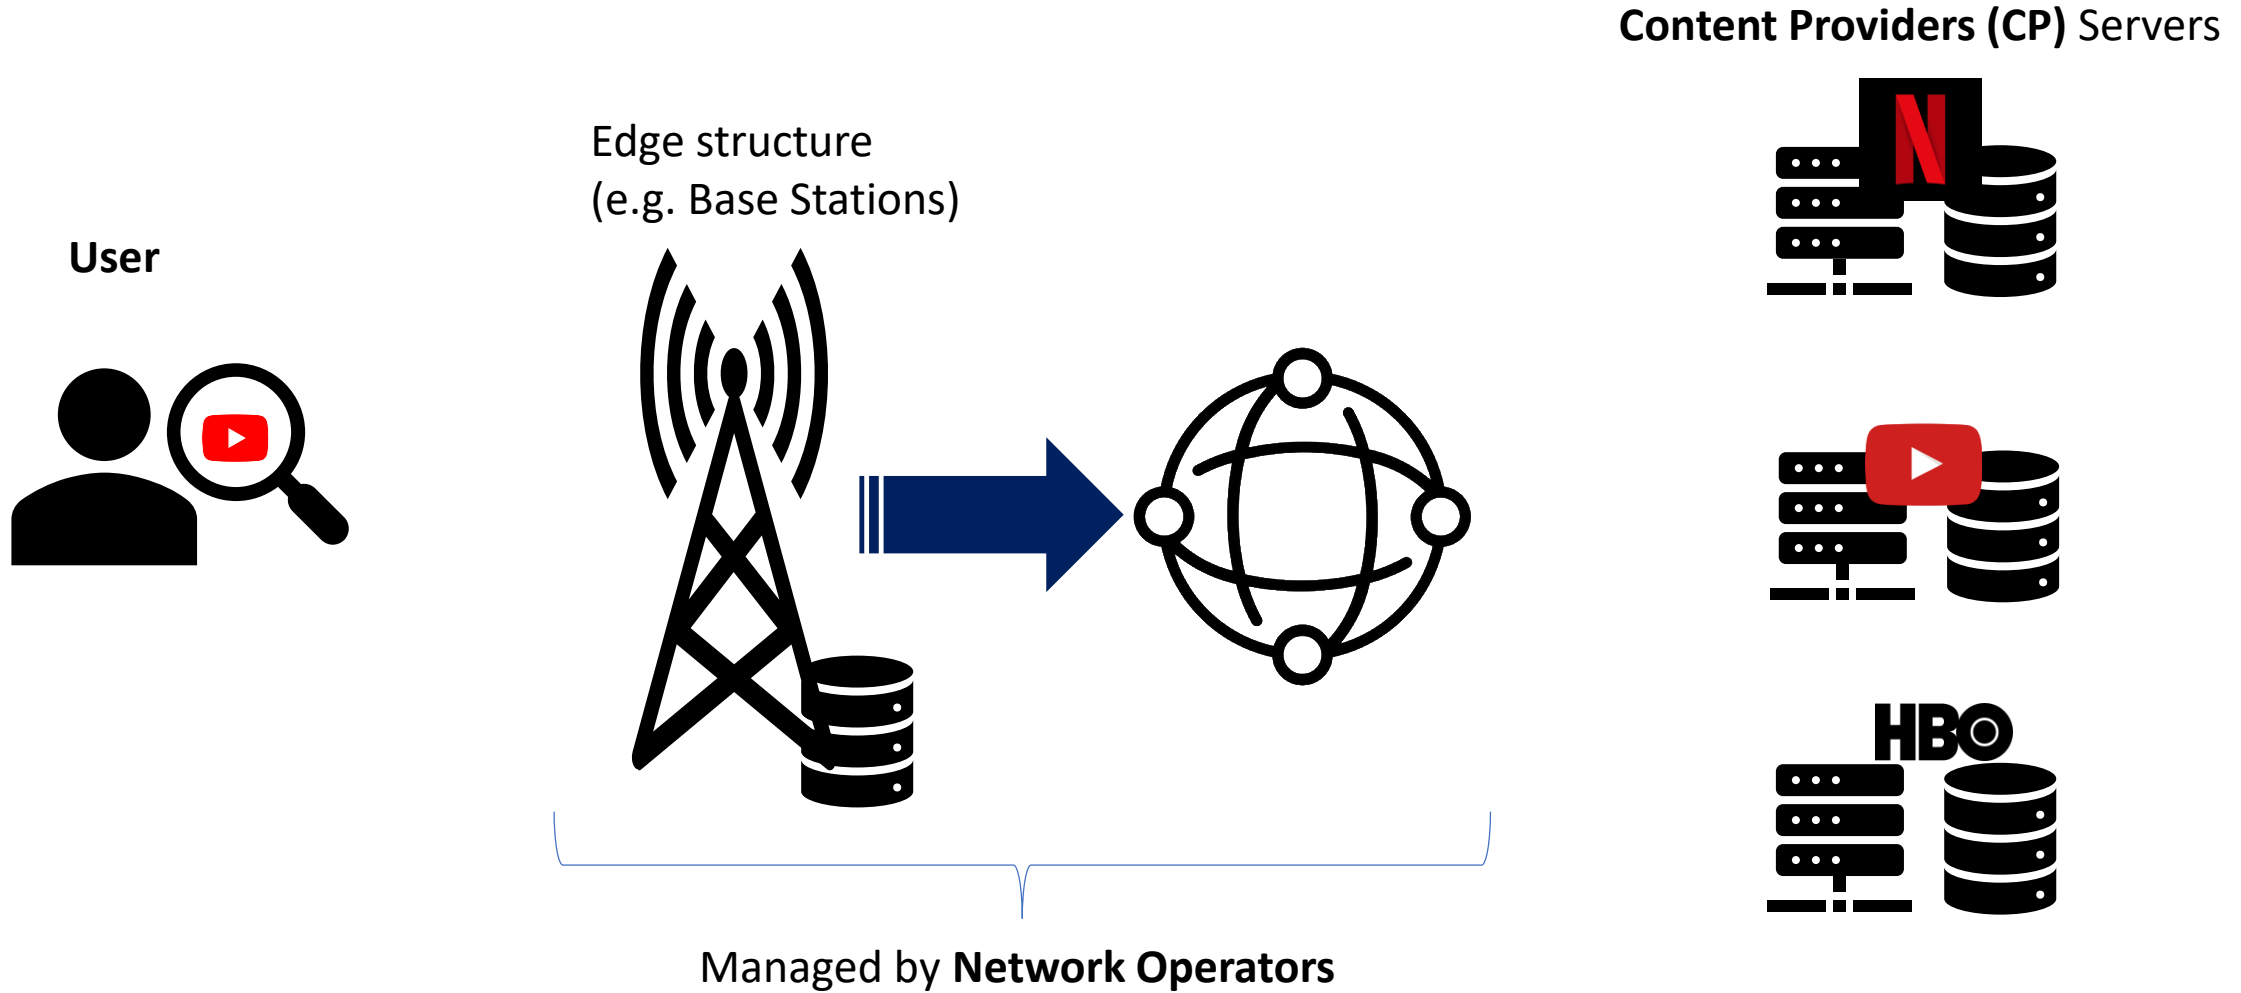 Content Providers (CP) Servers
N
Edge structure
(e.g. Base Stations)
User
HBO
Managed by Network Operators